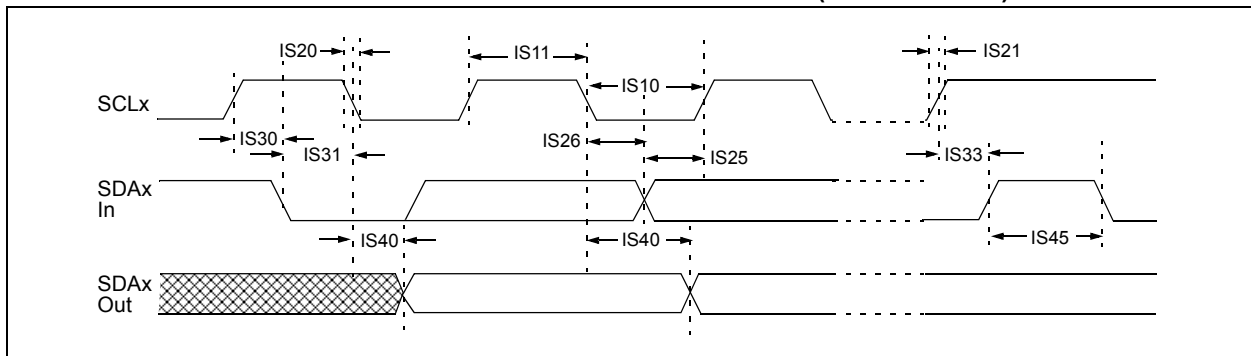 IS20
IS11
IS21
IS10
SCLx
IS30
IS26
IS31
IS25
IS33
SDAx
In
IS40
IS40
IS45
SDAx
Out